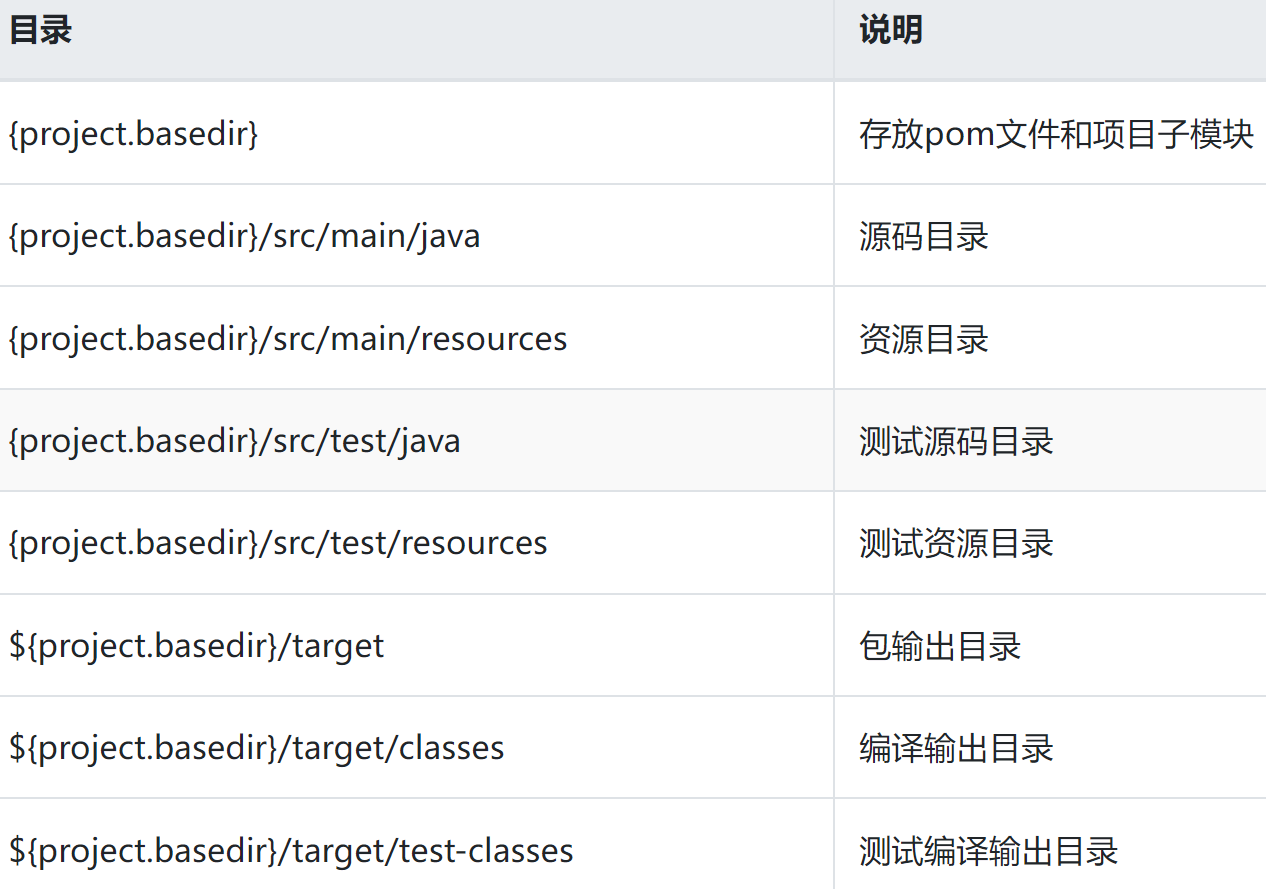 目录 说明
{project.basedir} 存放pom文件和项目子模块
{project.basedir}/src/main/java 源码目录
{project.basedir}/src/main/resources 资源目录
{project.basedir}/src/test/java 测试源码目录
{project.basedir}/src/test/resources 测试资源目录
${project.basedir}/target 包输出目录
${project.basedir}/target/classes 编译输出目录
${project.basedir}/target/test-classes 测试编译输出目录